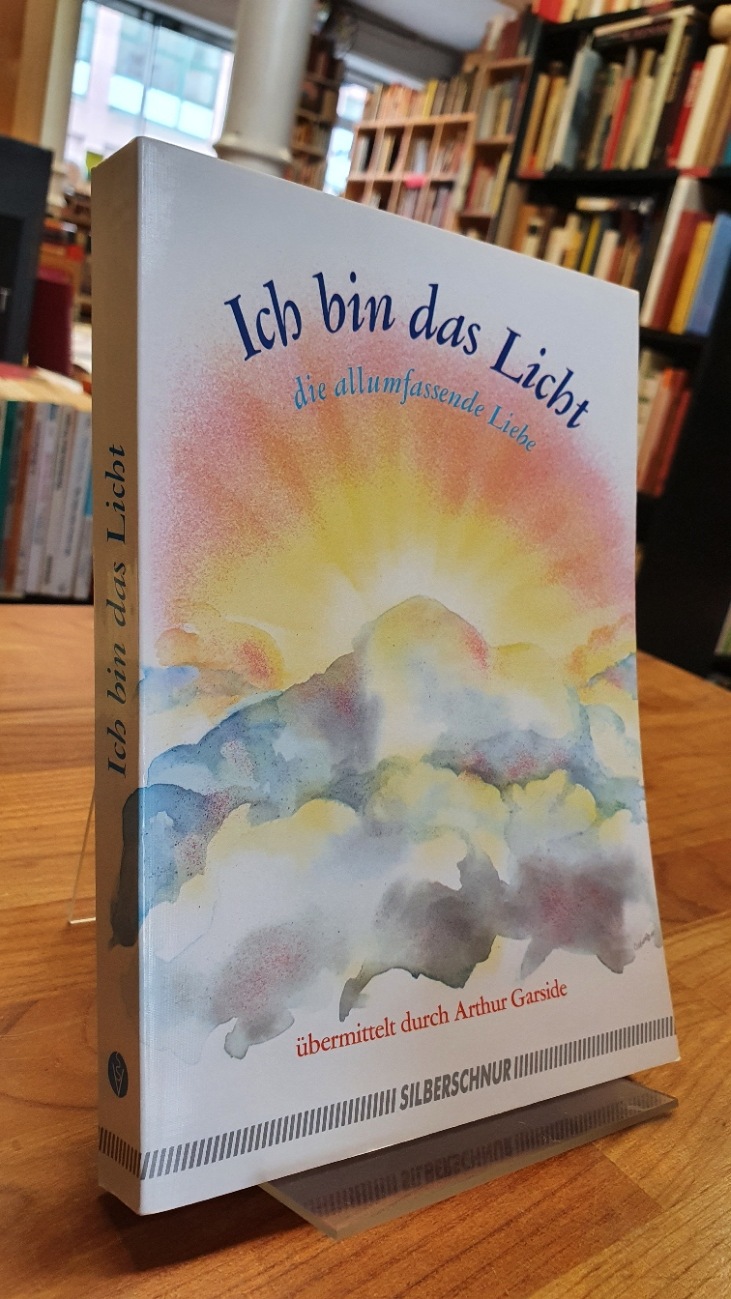 Ich bin das Licht
die allumfassende Liebe
übermittelt durch Arthur Garside
SILBERSCHNUR
Ich bin das Licht